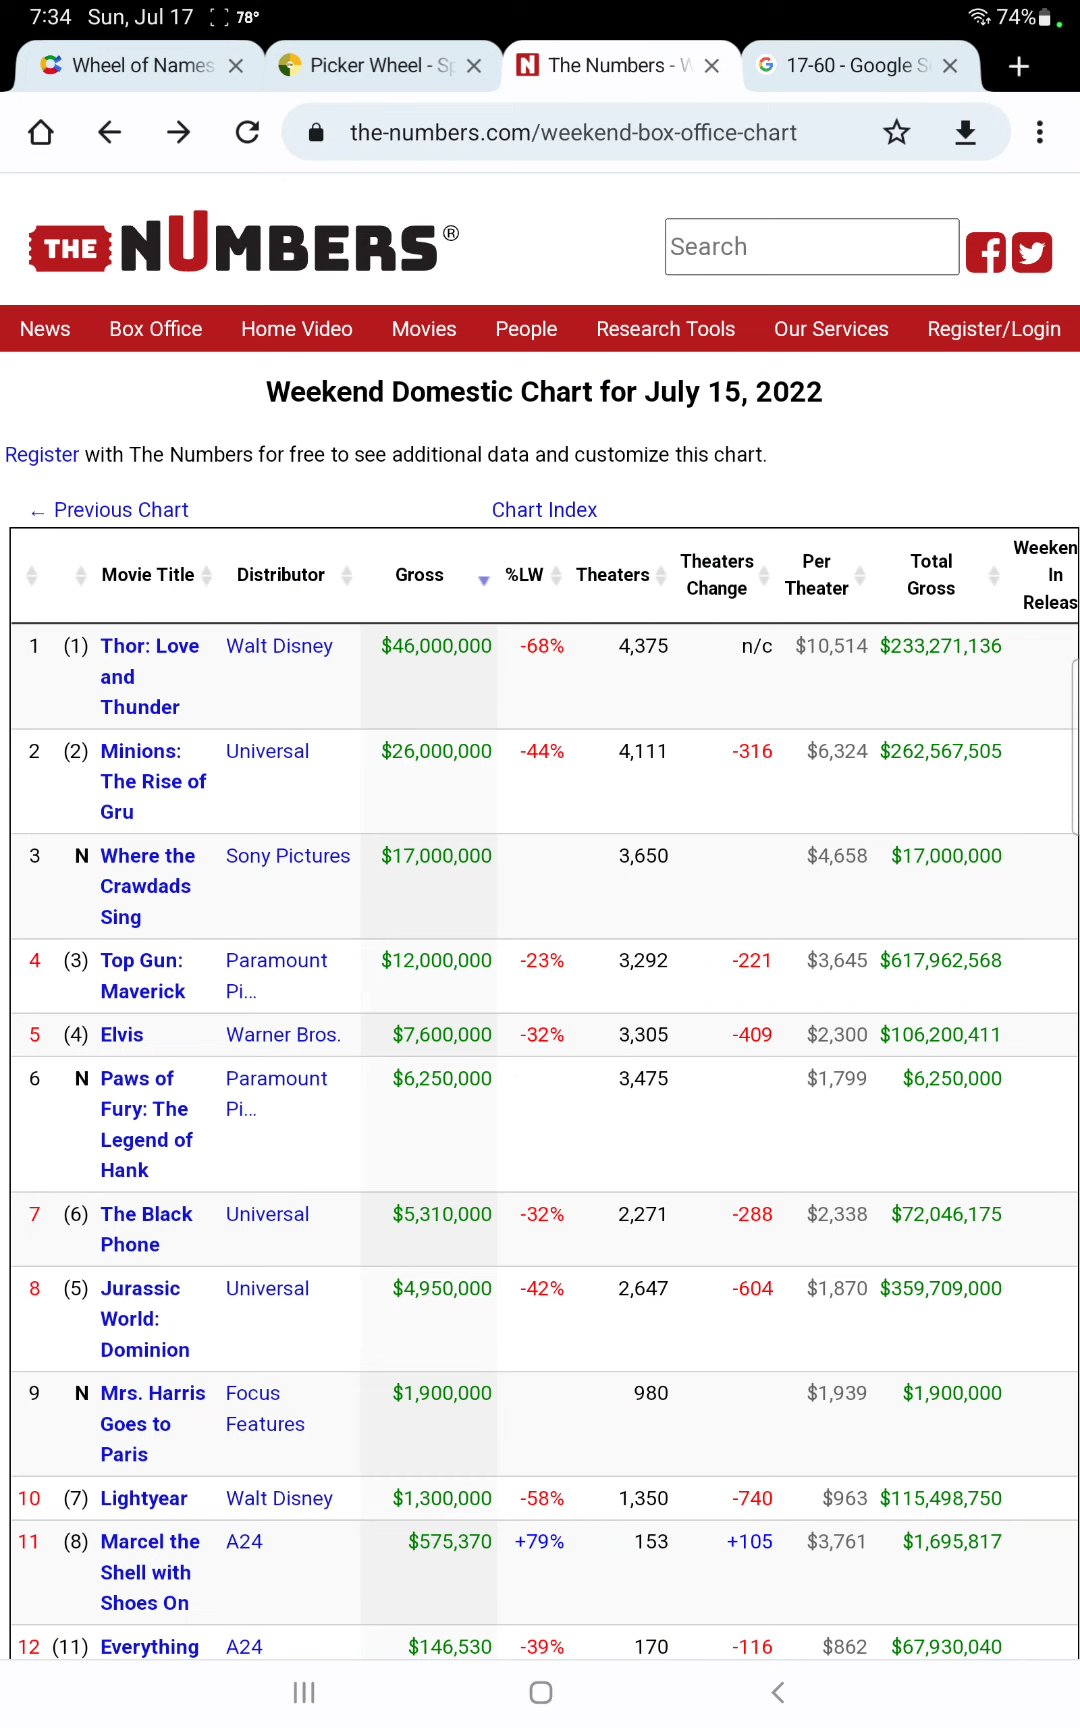 7:34 Sun, Jul 17 78° 74%
Wheel of Names Picker Wheel - Sp The Numbers - W 17-60 - Google S
the-numbers.com/weekend-box-office-chart
THE NUMBERS®
Search
News Box Office Home Video Movies People Research Tools Our Services Register/Login
Weekend Domestic Chart for July 15, 2022
Register with The Numbers for free to see additional data and customize this chart.
← Previous Chart Chart Index
Movie Title Distributor Gross %LW Theaters Theaters Change Per Theater Total Gross Weeken In Releas
1 (1) Thor: Love Walt Disney $46,000,000 -68% 4,375 n/c $10,514 $233,271,136
and
Thunder
2 (2) Minions: Universal $26,000,000 -44% 4,111 -316 $6,324 $262,567,505
The Rise of
Gru
3 N Where the Sony Pictures $17,000,000 3,650 $4,658 $17,000,000
Crawdads
Sing
4 (3) Top Gun: Paramount $12,000,000 -23% 3,292 -221 $3,645 $617,962,568
Maverick Pi...
5 (4) Elvis Warner Bros. $7,600,000 -32% 3,305 -409 $2,300 $106,200,411
6 N Paws of Paramount $6,250,000 3,475 $1,799 $6,250,000
Fury: The Pi...
Legend of
Hank
7 (6) The Black Universal $5,310,000 -32% 2,271 -288 $2,338 $72,046,175
Phone
8 (5) Jurassic Universal $4,950,000 -42% 2,647 -604 $1,870 $359,709,000
World:
Dominion
9 N Mrs. Harris Focus $1,900,000 980 $1,939 $1,900,000
Goes to Features
Paris
10 (7) Lightyear Walt Disney $1,300,000 -58% 1,350 -740 $963 $115,498,750
11 (8) Marcel the A24 $575,370 +79% 153 +105 $3,761 $1,695,817
Shell with
Shoes On
12 (11) Everything A24 $146,530 -39% 170 -116 $862 $67,930,040